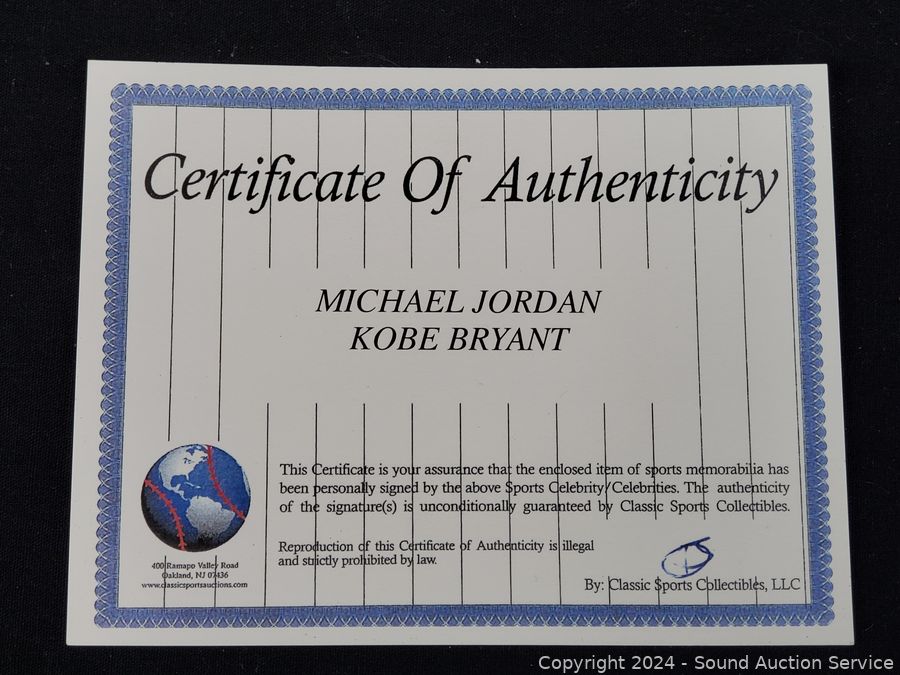 Certificate Of Authenticity
MICHAEL JORDAN
KOBE BRYANT
This Certificate is your assurance that the enclosed item of sports memorabilia has
been personally signed by the above Sports Celebrity/Celebrities. The authenticity
of the signature(s) is unconditionally guaranteed by Classic Sports Collectibles.
Reproduction of this Certificate of Authenticity is illegal
and strictly prohibited by law.
400 Ramapo Valley Road
Oakland, NJ 07436
www.classicsportsauctions.com
By: Classic Sports Collectibles, LLC
Copyright 2024 - Sound Auction Service